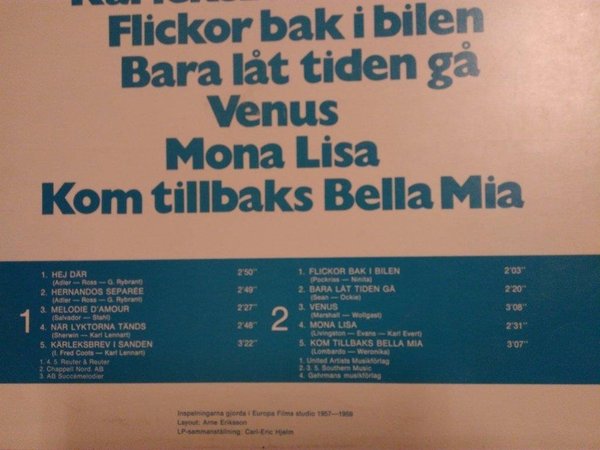 Flickor bak i bilen
Bara låt tiden gå
Venus
Mona Lisa
Kom tillbaks Bella Mia
1
1. HEJ DÄR 2'50''
(Adler — Ross — G. Rybrant)
2. HERNANDOS SEPAREE 2'49''
(Adler — Ross — G. Rybrant)
3. MELODIE D'AMOUR 2'27''
(Salvador — Stahl)
4. NÄR LYKTORNA TÄNDS 2'48''
(Sherwin — Karl Lennart)
5. KÄRLEKSBREV I SANDEN 3'22''
(I. Fred Coots — Karl Lennart)
1. 4. 5. Reuter & Reuter
2. Chappell Nord. AB
3. AB Succémelodier
2
1. FLICKOR BAK I BILEN 2'03''
(Pockriss — Ninita)
2. BARA LÅT TIDEN GÅ 2'20''
(Sean — Ockie)
3. VENUS 3'08''
(Marshall — Wollgast)
4. MONA LISA 2'31''
(Livingston — Evans — Karl Evert)
5. KOM TILLBAKS BELLA MIA 3'07''
(Lombardo — Weronika)
1. United Artists Musikförlag
2. 3. 5. Southern Music
4. Gehrmans musikförlag
Inspelningarna gjorda i Europa Films studio 1957—1959
Layout: Arne Eriksson
LP-sammanställning: Carl-Eric Hjelm